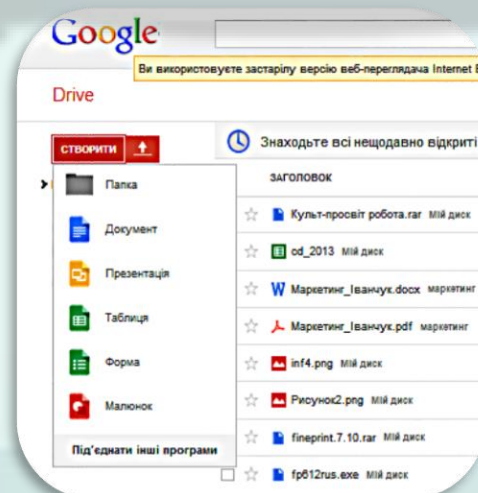 Google
Ви використовуєте застарілу версію веб-переглядача Internet
Drive
СТВОРИТИ
Знаходьте всі нещодавно відкриті
ЗАГОЛОВОК
Папка
Документ
Презентація
Таблиця
Форма
Малюнок
Під'єднати інші програми
Культ-просвіт робота.rar Мій диск
cd_2013 Мій диск
Маркетинг_Іванчук.docx маркетинг
Маркетинг_Іванчук.pdf маркетинг
inf4.png Мій диск
Рисунок2.png Мій диск
fineprint.7.10.rar Мій диск
fp612rus.exe Мій диск